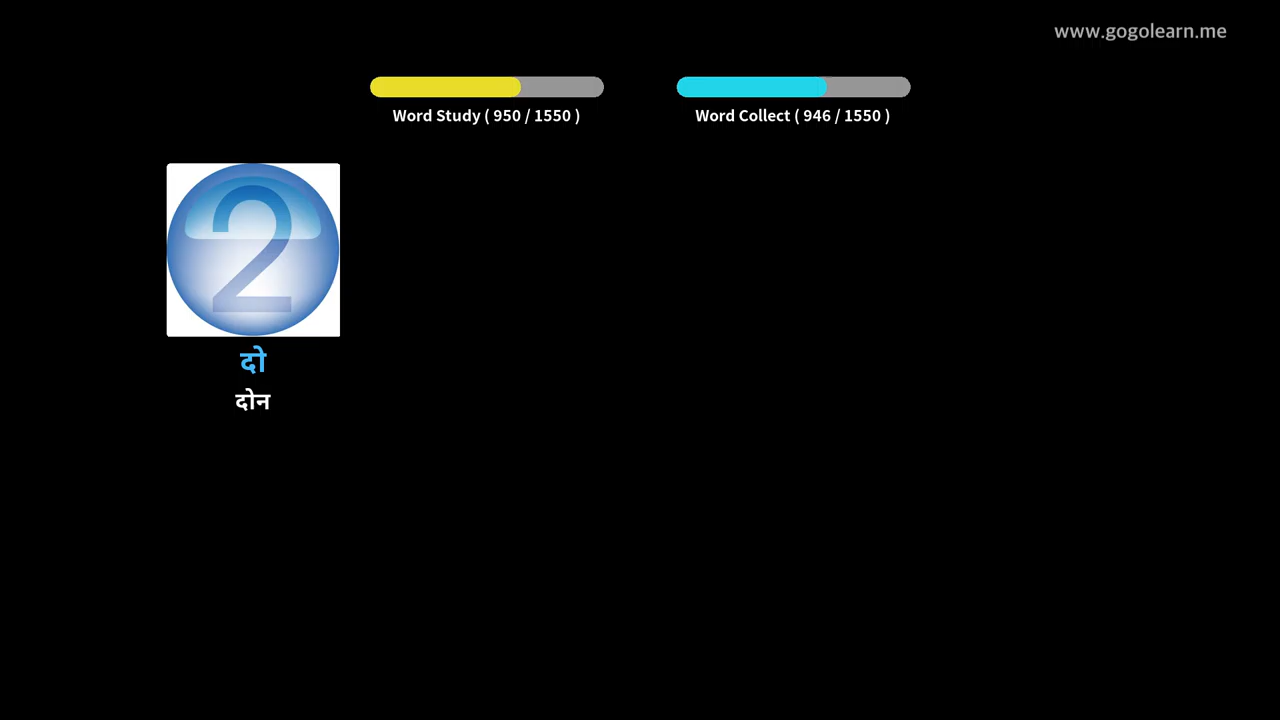 www.gogolearn.me
Word Study ( 950 / 1550 )
Word Collect ( 946 / 1550 )
2
दो
दोन